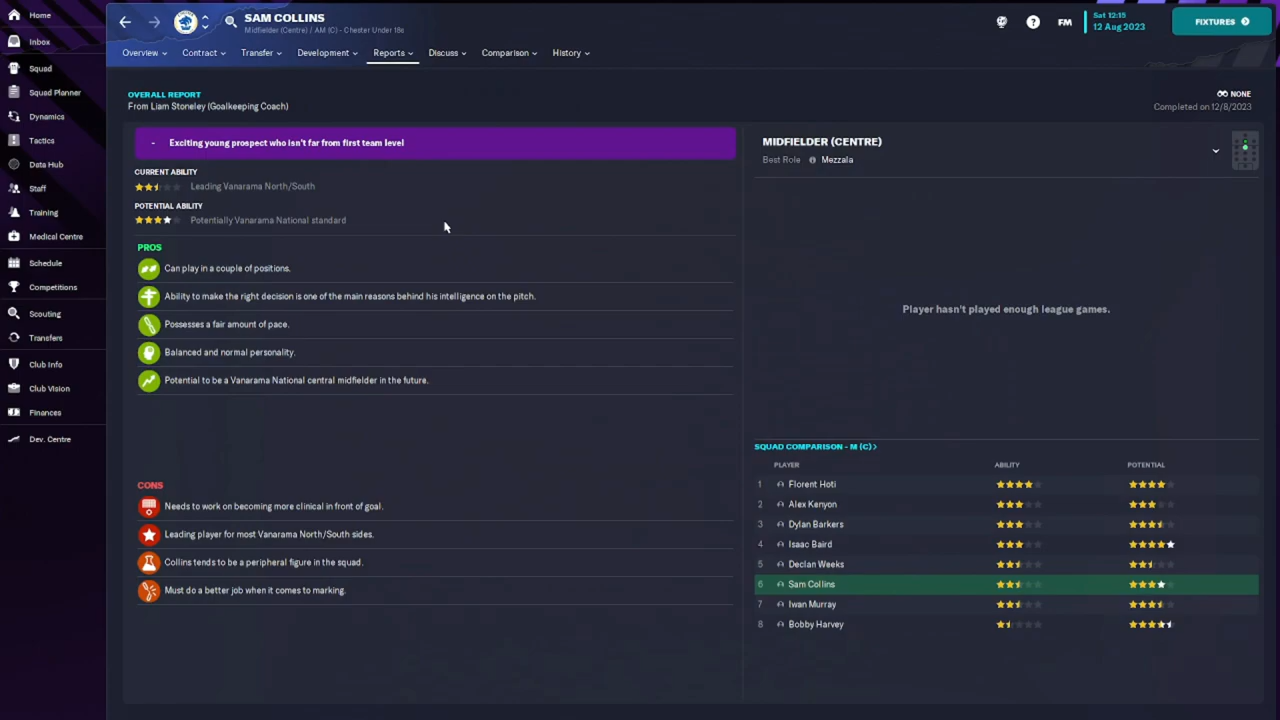 Home
Inbox
Squad
Squad Planner
Dynamics
Tactics
Data Hub
Staff
Training
Medical Centre
Schedule
Competitions
Scouting
Transfers
Club Info
Club Vision
Finances
Dev. Centre
SAM COLLINS
Midfielder (Centre) / AM (C) - Chester Under 18s
FM
Sat 12:15
12 Aug 2023
FIXTURES
Overview
Contract
Transfer
Development
Reports
Discuss
Comparison
History
OVERALL REPORT
From Liam Stoneley (Goalkeeping Coach)
NONE
Completed on 12/8/2023
- Exciting young prospect who isn't far from first team level
CURRENT ABILITY
Leading Vanarama North/South
POTENTIAL ABILITY
Potentially Vanarama National standard
PROS
Can play in a couple of positions.
Ability to make the right decision is one of the main reasons behind his intelligence on the pitch.
Possesses a fair amount of pace.
Balanced and normal personality.
Potential to be a Vanarama National central midfielder in the future.
CONS
Needs to work on becoming more clinical in front of goal.
Leading player for most Vanarama North/South sides.
Collins tends to be a peripheral figure in the squad.
Must do a better job when it comes to marking.
MIDFIELDER (CENTRE)
Best Role Mezzala
Player hasn't played enough league games.
SQUAD COMPARISON - M (C) >
PLAYER ABILITY POTENTIAL
1 Florent Hoti
2 Alex Kenyon
3 Dylan Barkers
4 Isaac Baird
5 Declan Weeks
6 Sam Collins
7 Iwan Murray
8 Bobby Harvey